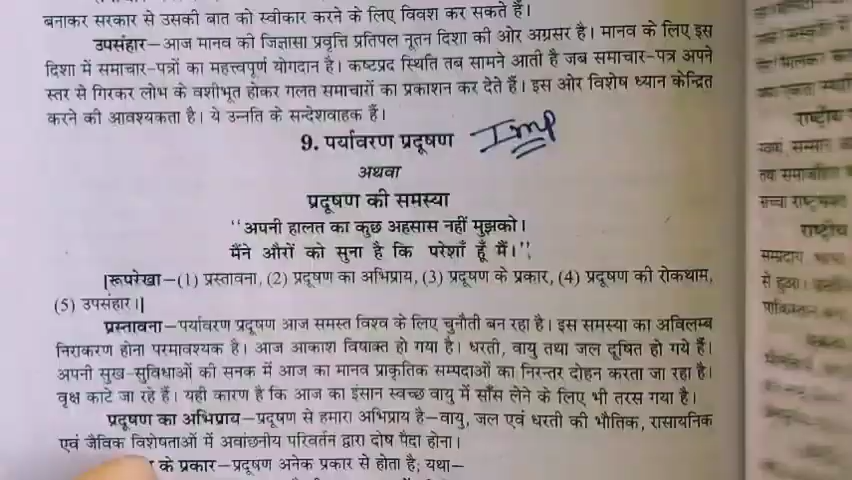 बनाकर सरकार से उसकी बात को स्वीकार करने के लिए विवश कर सकते हैं।
उपसंहार–आज मानव की जिज्ञासा प्रवृत्ति प्रतिपल नूतन दिशा की ओर अग्रसर है। मानव के लिए इस
दिशा में समाचार-पत्रों का महत्त्वपूर्ण योगदान है। कष्टप्रद स्थिति तब सामने आती है जब समाचार-पत्र अपने
स्तर से गिरकर लोभ के वशीभूत होकर गलत समाचारों का प्रकाशन कर देते हैं। इस ओर विशेष ध्यान केन्द्रित
करने की आवश्यकता है। ये उन्नति के सन्देशवाहक हैं।
9. पर्यावरण प्रदूषण Imp
अथवा
प्रदूषण की समस्या
"अपनी हालत का कुछ अहसास नहीं मुझको।
मैंने औरों को सुना है कि परेशाँ हूँ मैं।"
[रूपरेखा–(1) प्रस्तावना, (2) प्रदूषण का अभिप्राय, (3) प्रदूषण के प्रकार, (4) प्रदूषण की रोकथाम,
(5) उपसंहार।]
प्रस्तावना–पर्यावरण प्रदूषण आज समस्त विश्व के लिए चुनौती बन रहा है। इस समस्या का अविलम्ब
निराकरण होना परमावश्यक है। आज आकाश विषाक्त हो गया है। धरती, वायु तथा जल दूषित हो गये हैं।
अपनी सुख-सुविधाओं की सनक में आज का मानव प्राकृतिक सम्पदाओं का निरन्तर दोहन करता जा रहा है।
वृक्ष काटे जा रहे हैं। यही कारण है कि आज का इंसान स्वच्छ वायु में साँस लेने के लिए भी तरस गया है।
प्रदूषण का अभिप्राय–प्रदूषण से हमारा अभिप्राय है–वायु, जल एवं धरती की भौतिक, रासायनिक
एवं जैविक विशेषताओं में अवांछनीय परिवर्तन द्वारा दोष पैदा होना।
के प्रकार–प्रदूषण अनेक प्रकार से होता है; यथा–
राष्ट्रीय
राष्ट्रीय
से हुआ।